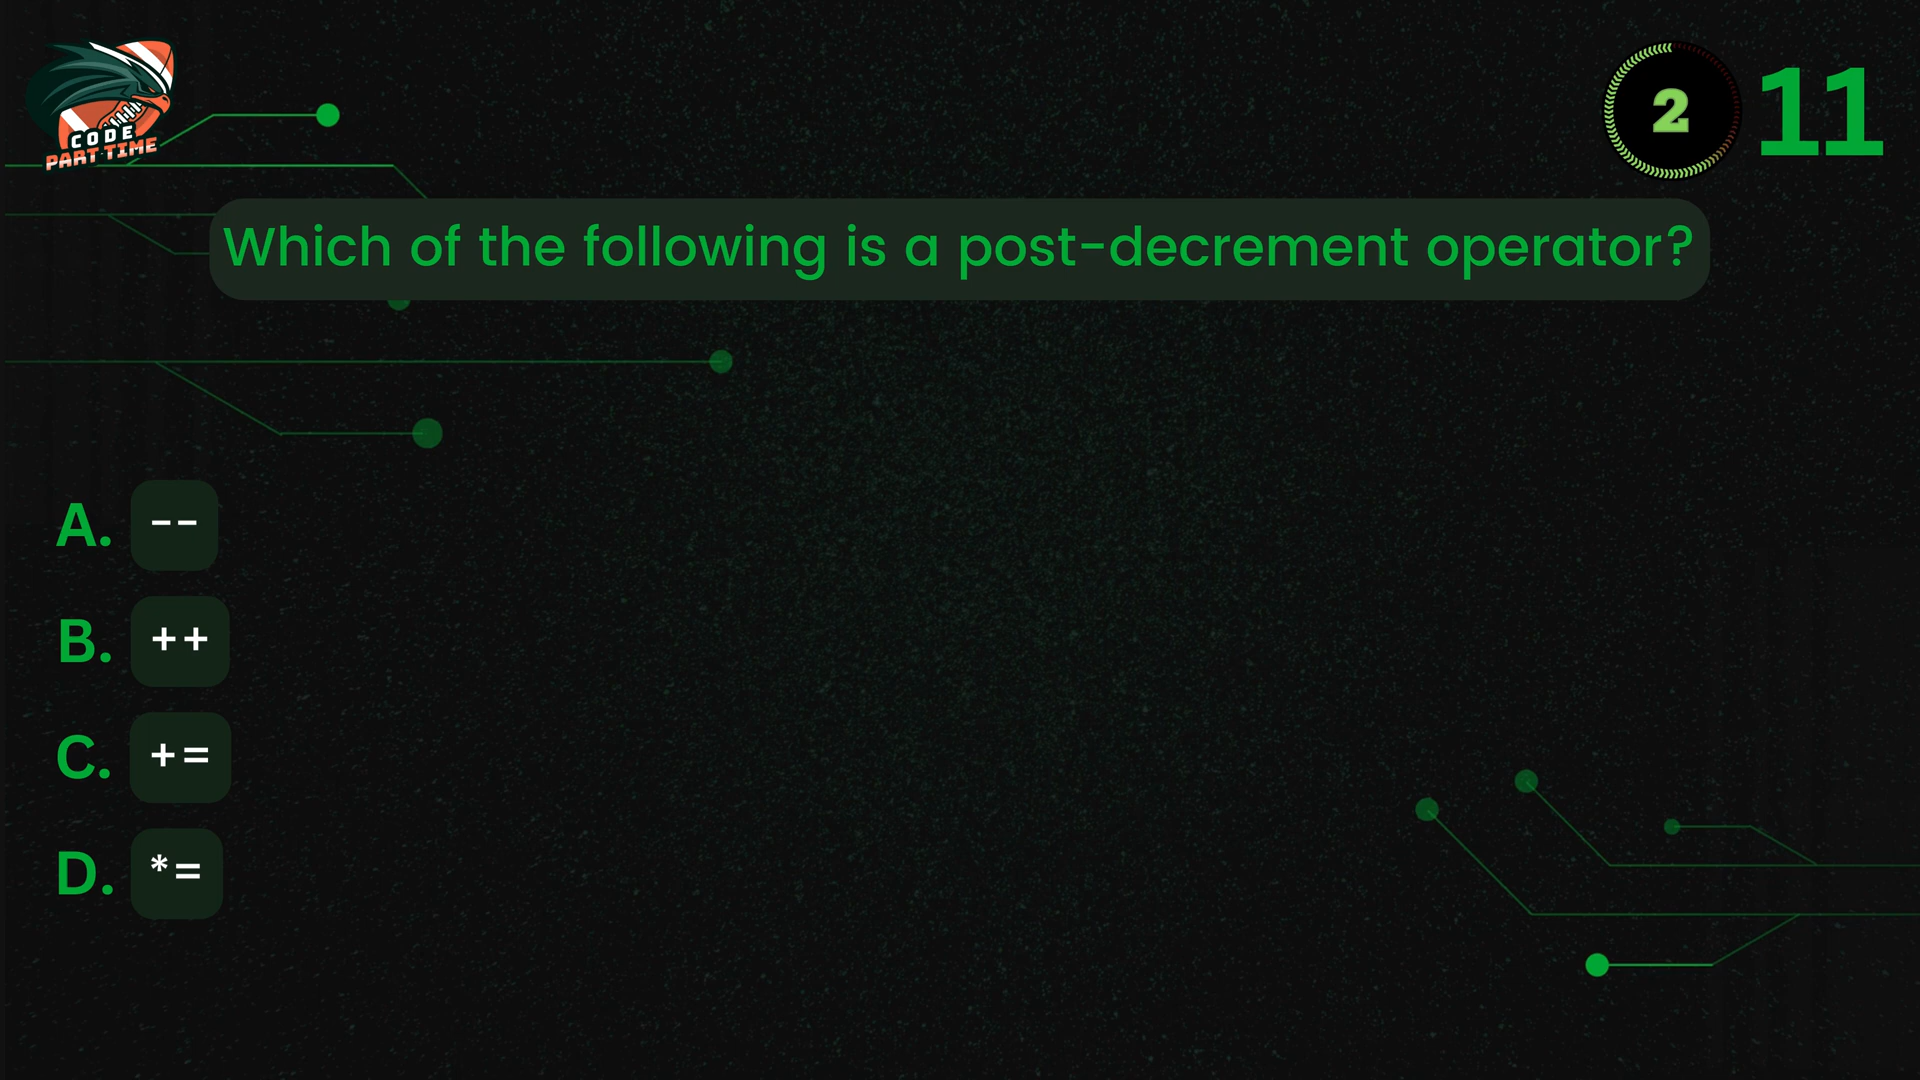 CODE
PART TIME
2
11
Which of the following is a post-decrement operator?
A. --
B. ++
C. +=
D. *=